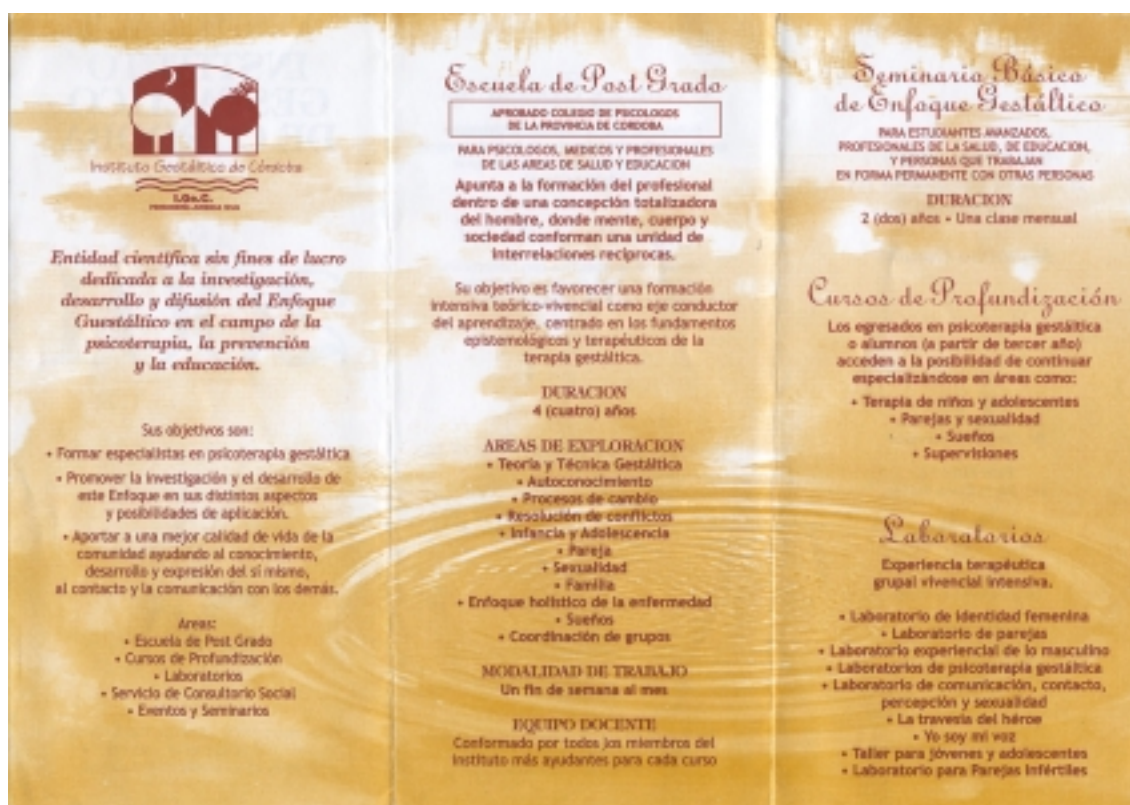 Instituto Gestáltico de Córdoba
I.Ge.C.
Entidad científica sin fines de lucro
dedicada a la investigación,
desarrollo y difusión del Enfoque
Guestáltico en el campo de la
psicoterapia, la prevención
y la educación.
Sus objetivos son:
• Formar especialistas en psicoterapia gestáltica
• Promover la investigación y el desarrollo de
este Enfoque en sus distintos aspectos
y posibilidades de aplicación.
• Aportar a una mejor calidad de vida de la
comunidad ayudando al conocimiento,
desarrollo y expresión del sí mismo,
al contacto y la comunicación con los demás.
Areas:
• Escuela de Post Grado
• Cursos de Profundización
• Laboratorios
• Servicio de Consultorio Social
• Eventos y Seminarios
Escuela de Post Grado
APROBADO COLEGIO DE PSICOLOGOS
DE LA PROVINCIA DE CORDOBA
PARA PSICOLOGOS, MEDICOS Y PROFESIONALES
DE LAS AREAS DE SALUD Y EDUCACION
Apunta a la formación del profesional
dentro de una concepción totalizadora
del hombre, donde mente, cuerpo y
sociedad conforman una unidad de
interrelaciones recíprocas.
Su objetivo es favorecer una formación
intensiva teórico-vivencial como eje conductor
del aprendizaje, centrado en los fundamentos
epistemológicos y terapéuticos de la
terapia gestáltica.
DURACION
4 (cuatro) años
AREAS DE EXPLORACION
• Teoría y Técnica Gestáltica
• Autoconocimiento
• Procesos de cambio
• Resolución de conflictos
• Infancia y Adolescencia
• Pareja
• Sexualidad
• Familia
• Enfoque holístico de la enfermedad
• Sueños
• Coordinación de grupos
MODALIDAD DE TRABAJO
Un fin de semana al mes
EQUIPO DOCENTE
Conformado por todos los miembros del
Instituto más ayudantes para cada curso
Seminario Básico
de Enfoque Gestáltico
PARA ESTUDIANTES AVANZADOS,
PROFESIONALES DE LA SALUD, DE EDUCACION,
Y PERSONAS QUE TRABAJAN
EN FORMA PERMANENTE CON OTRAS PERSONAS
DURACION
2 (dos) años • Una clase mensual
Cursos de Profundización
Los egresados en psicoterapia gestáltica
o alumnos (a partir de tercer año)
acceden a la posibilidad de continuar
especializándose en áreas como:
• Terapia de niños y adolescentes
• Parejas y sexualidad
• Sueños
• Supervisiones
Laboratorios
Experiencia terapéutica
grupal vivencial intensiva.
• Laboratorio de identidad femenina
• Laboratorio de parejas
• Laboratorio experiencial de lo masculino
• Laboratorios de psicoterapia gestáltica
• Laboratorio de comunicación, contacto,
percepción y sexualidad
• La travesía del héroe
• Yo soy mi voz
• Taller para jóvenes y adolescentes
• Laboratorio para Parejas Infértiles